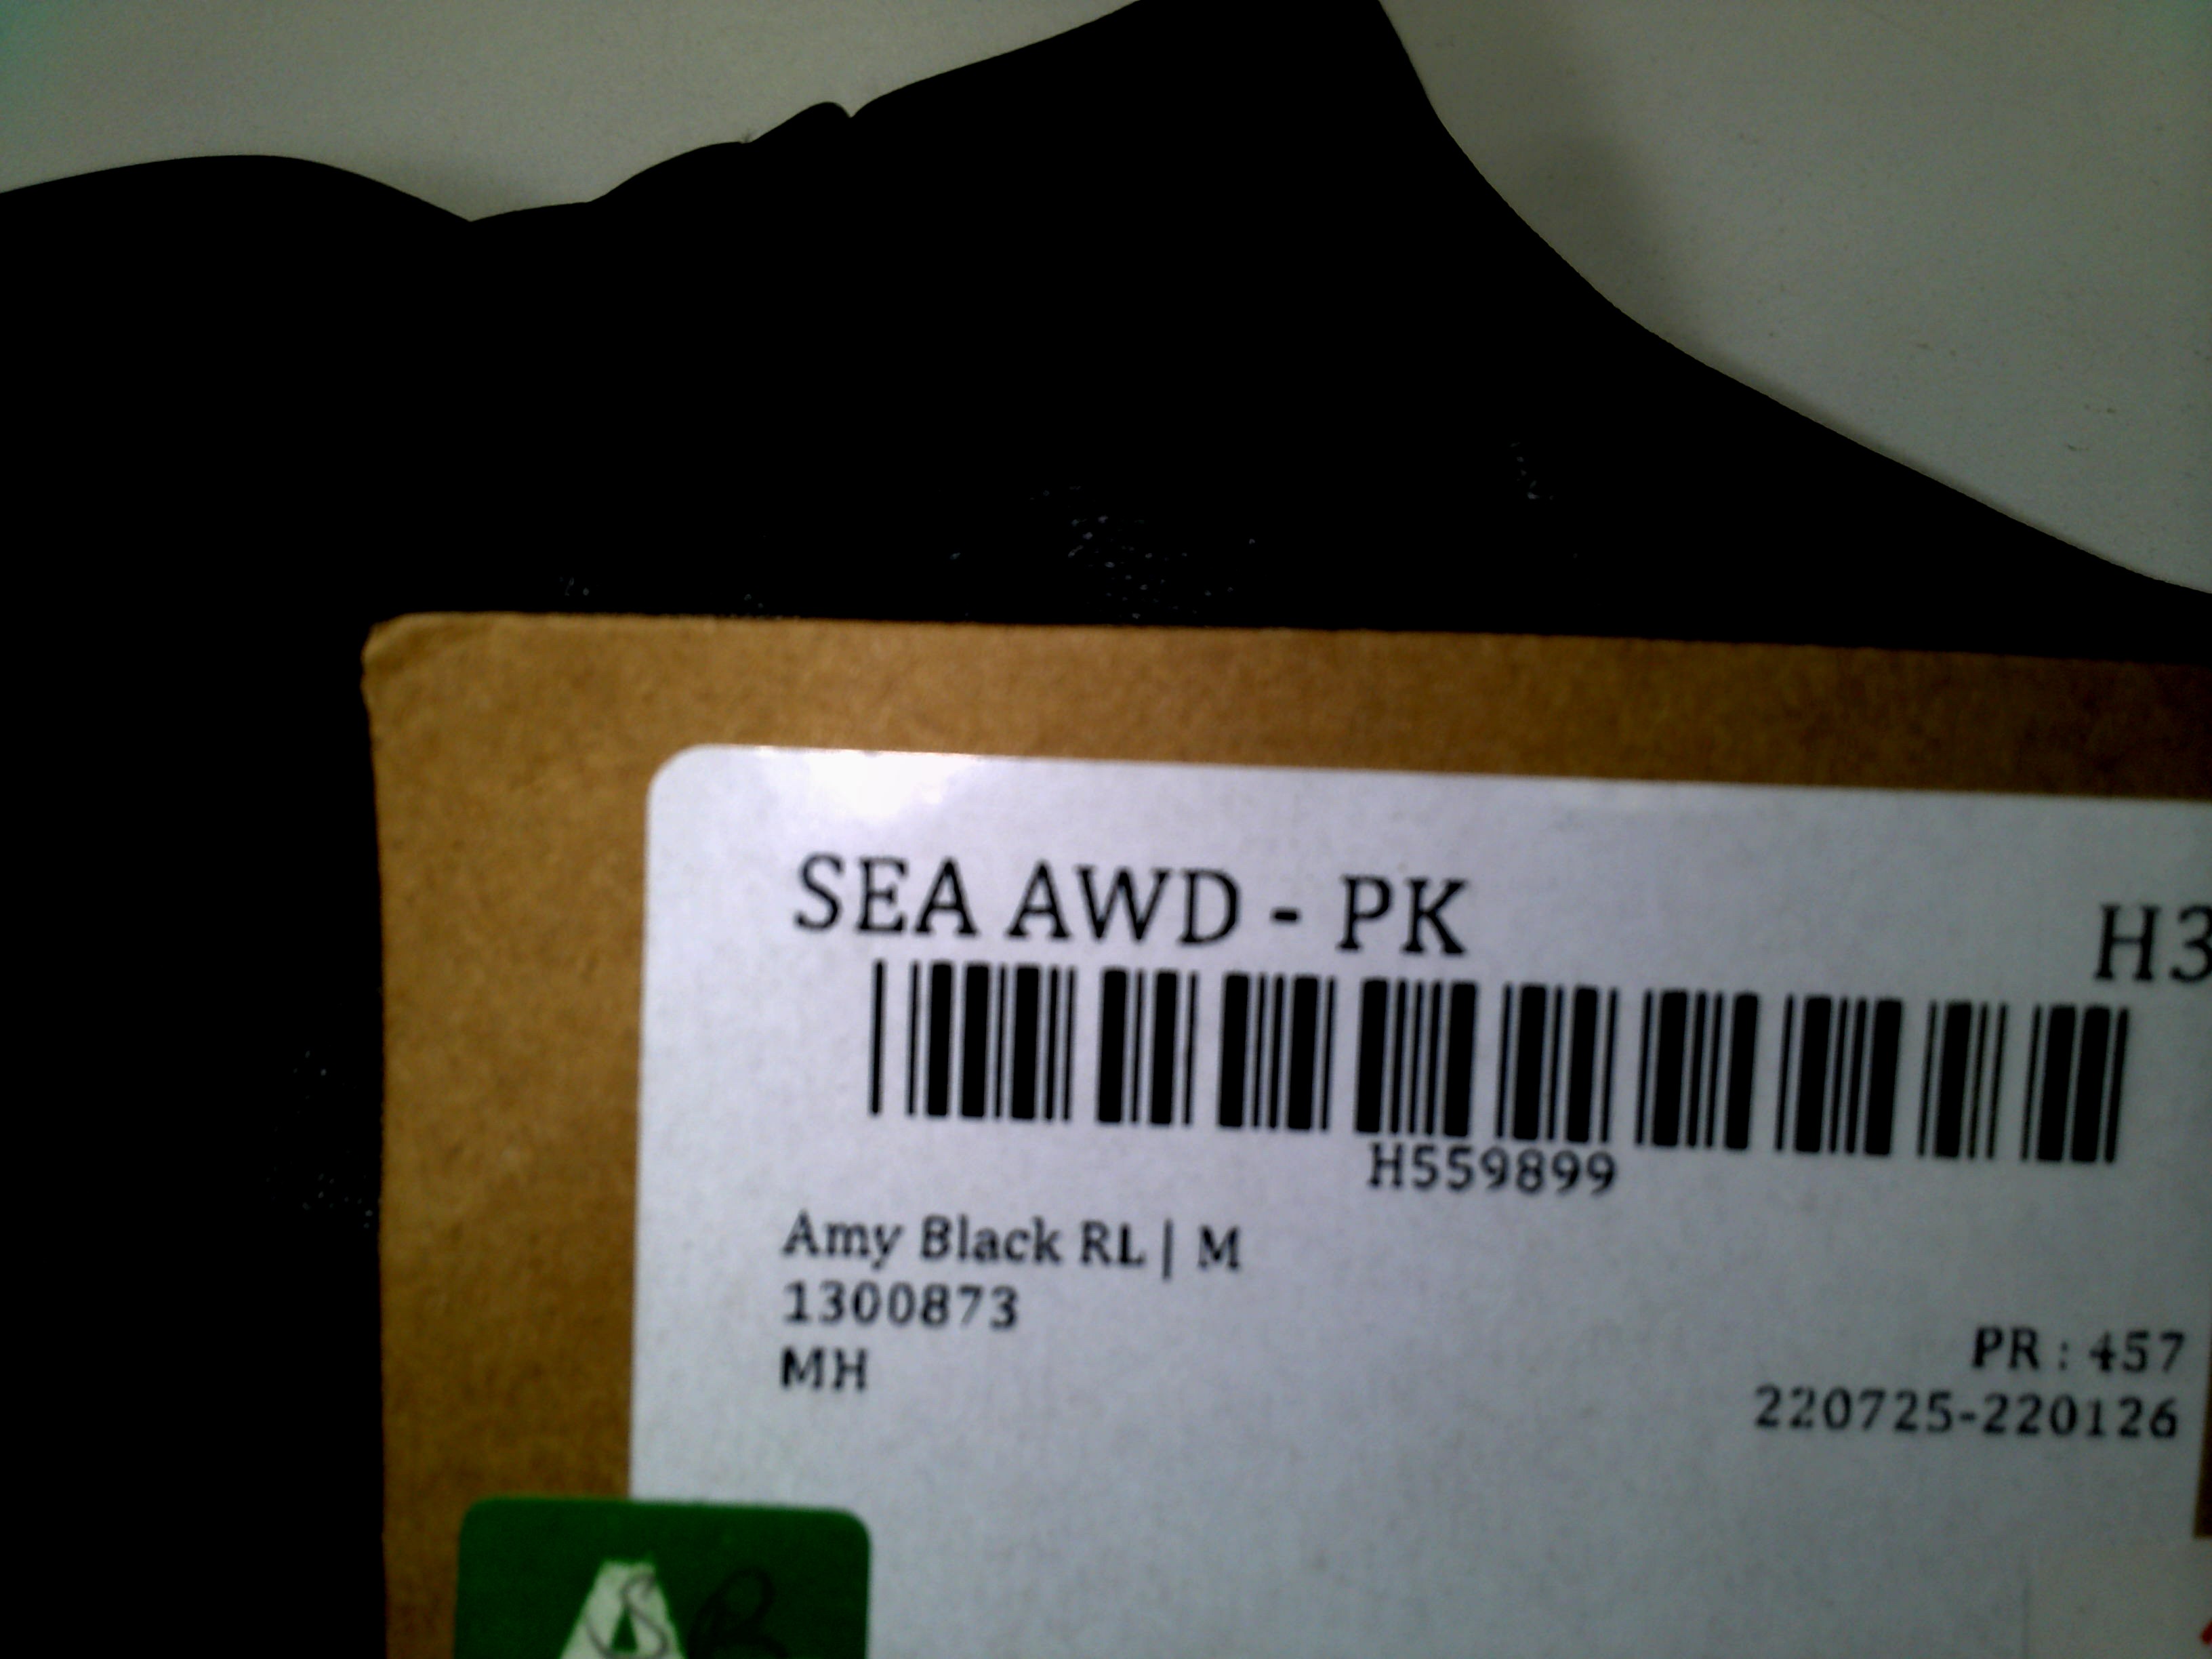 SEA AWD - PK
H3
H559899
Amy Black RL | M
1300873
MH
PR : 457
220725-220126
A